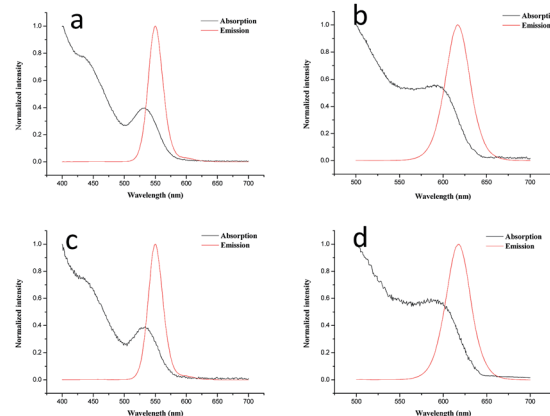 a
Absorption
Emission
Normalized intensity
1.0
0.8
0.6
0.4
0.2
0.0
400 450 500 550 600 650 700
Wavelength (nm)
b
Absorption
Emission
Normalized intensity
1.0
0.8
0.6
0.4
0.2
0.0
500 550 600 650 700
Wavelength (nm)
c
Absorption
Emission
Normalized intensity
1.0
0.8
0.6
0.4
0.2
0.0
400 450 500 550 600 650 700
Wavelength (nm)
d
Absorption
Emission
Normalized intensity
1.0
0.8
0.6
0.4
0.2
0.0
500 550 600 650 700
Wavelength (nm)